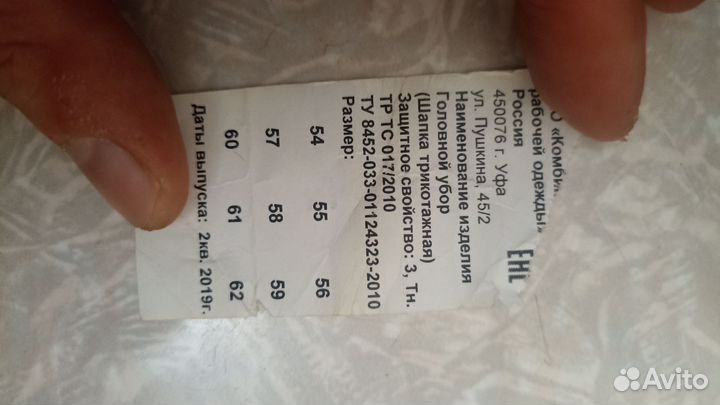 О «Комби
рабочей одежды»
Россия
450076 г. Уфа
ул. Пушкина, 45/2
EAC
Наименование изделия
Головной убор
(Шапка трикотажная)
Защитное свойство: З, Тн.
ТР ТС 017/2010
ТУ 8452-033-01124323-2010
Размер:
54 55 56
57 58 59
60 61 62
Даты выпуска: 2кв. 2019г.
Avito